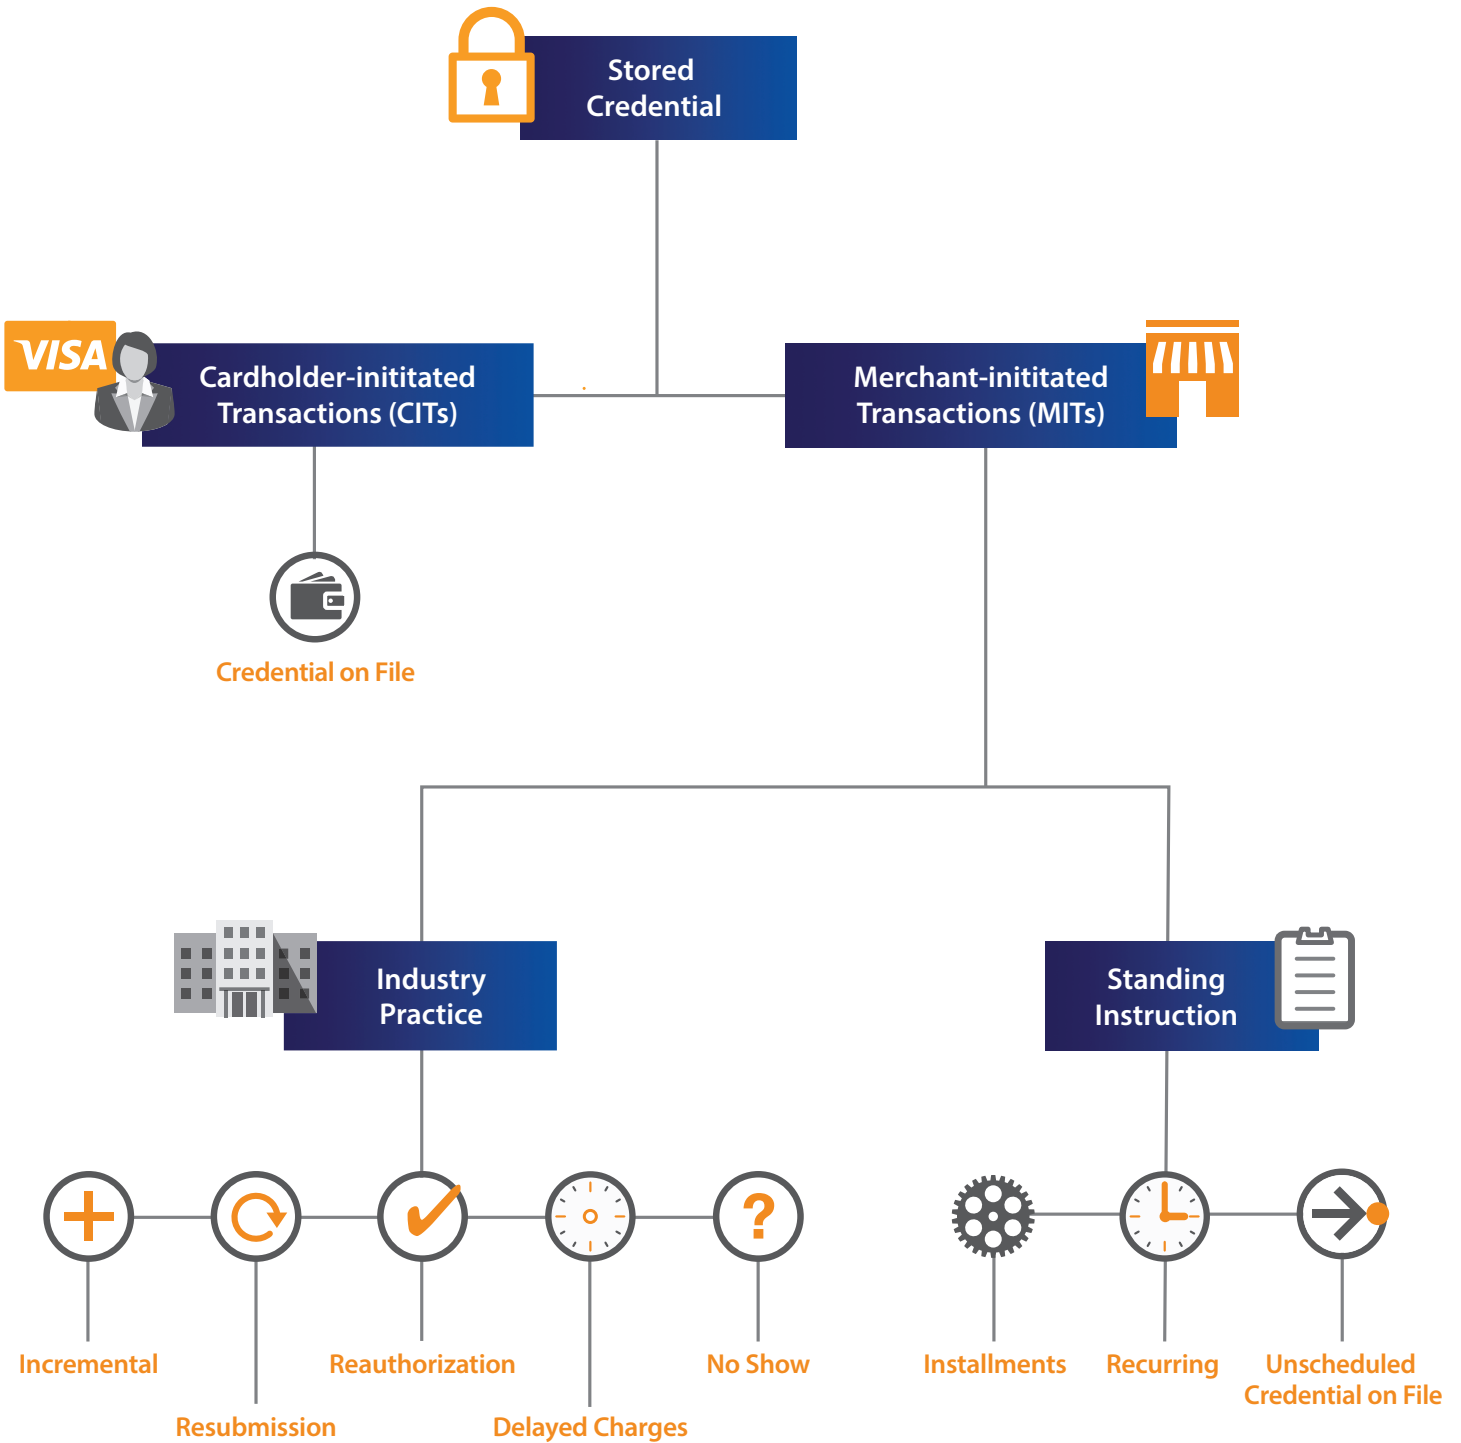 Stored
Credential
VISA
Cardholder-inititated
Transactions (CITs)
Merchant-inititated
Transactions (MITs)
Credential on File
Industry
Practice
Standing
Instruction
?
Incremental
Resubmission
Reauthorization
Delayed Charges
No Show
Installments
Recurring
Unscheduled
Credential on File